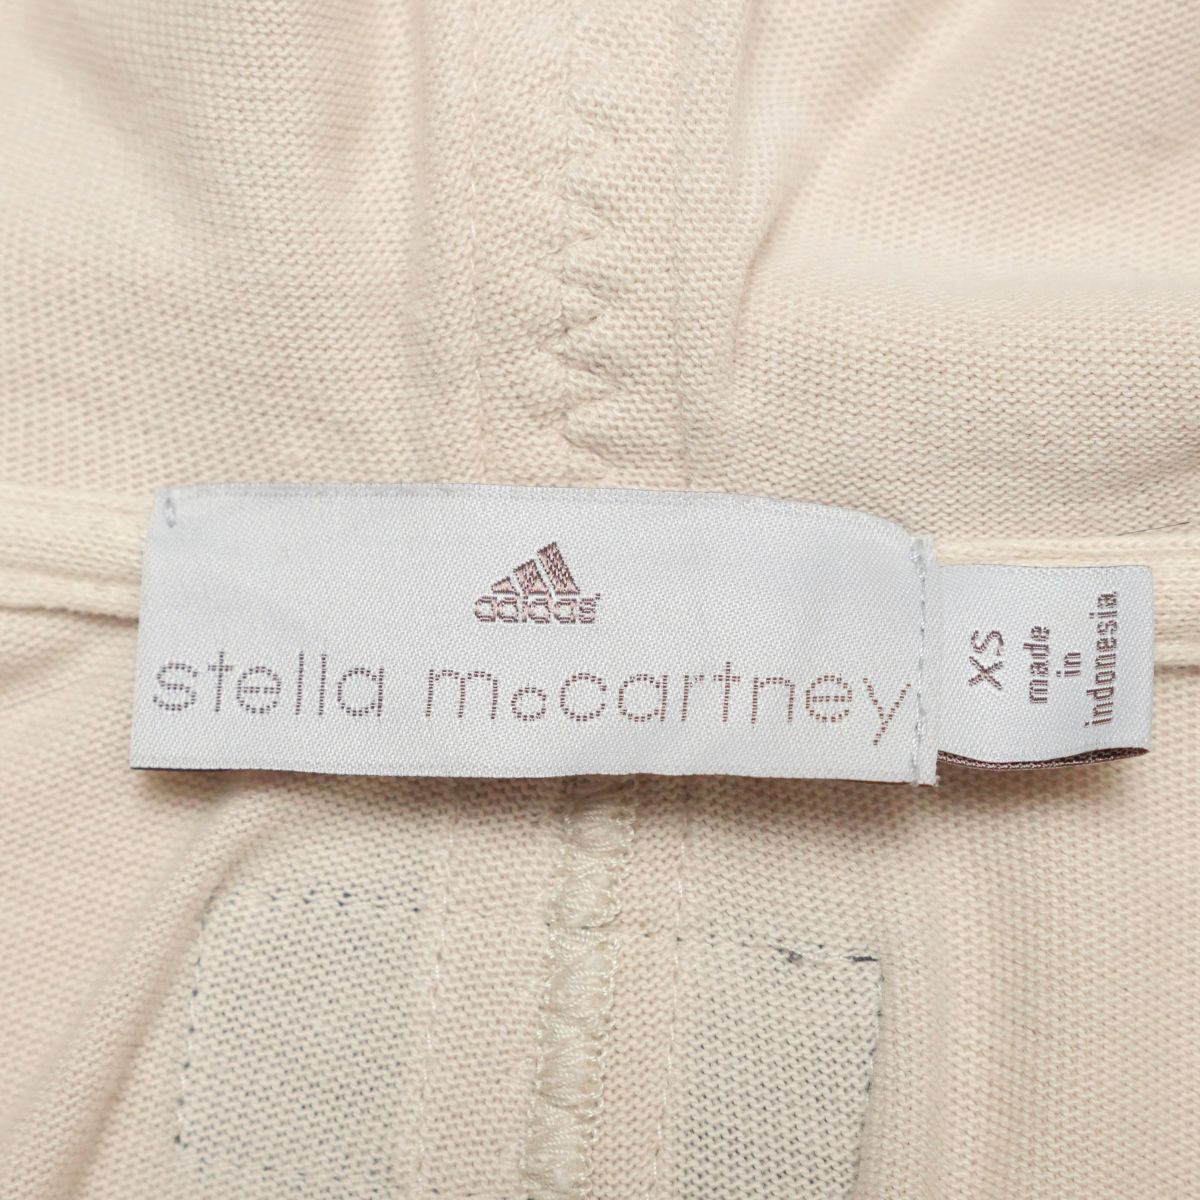 adidas
stella mccartney
XS
made
in
indonesia